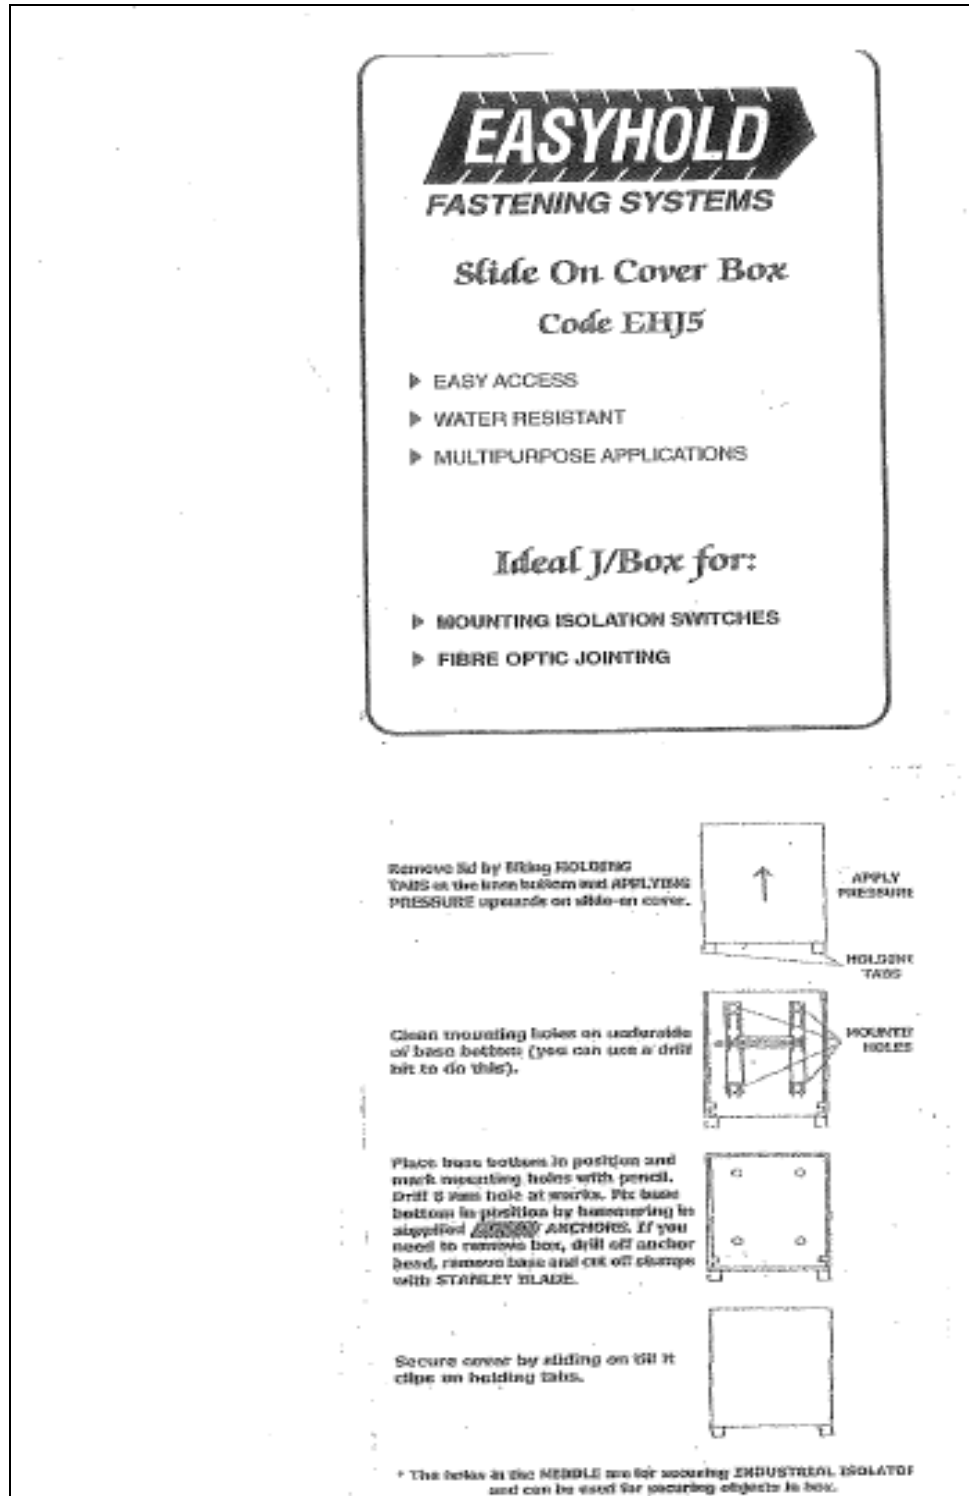 EASYHOLD
FASTENING SYSTEMS
Slide On Cover Box
Code EHJ5
EASY ACCESS
WATER RESISTANT
MULTIPURPOSE APPLICATIONS
Ideal J/Box for:
MOUNTING ISOLATION SWITCHES
FIBRE OPTIC JOINTING
Remove lid by lifting HOLDING
TABS at the base bottom and APPLYING
PRESSURE upwards on slide-on cover.
APPLY
PRESSURE
HOLDING
TABS
Clean mounting holes on underside
of base bottom (you can use a drill
bit to do this).
MOUNTING
HOLES
Place base bottom in position and
mark mounting holes with pencil.
Drill mm hole at marks. Fix base
bottom in position by hammering in
supplied ANCHORS. If you
need to remove box, drill off anchor
head, remove base and cut off
with STANLEY BLADE.
Secure cover by sliding on till it
clips on holding tabs.
* The holes in the MIDDLE are for securing INDUSTRIAL ISOLATOR
and can be used for securing objects in box.